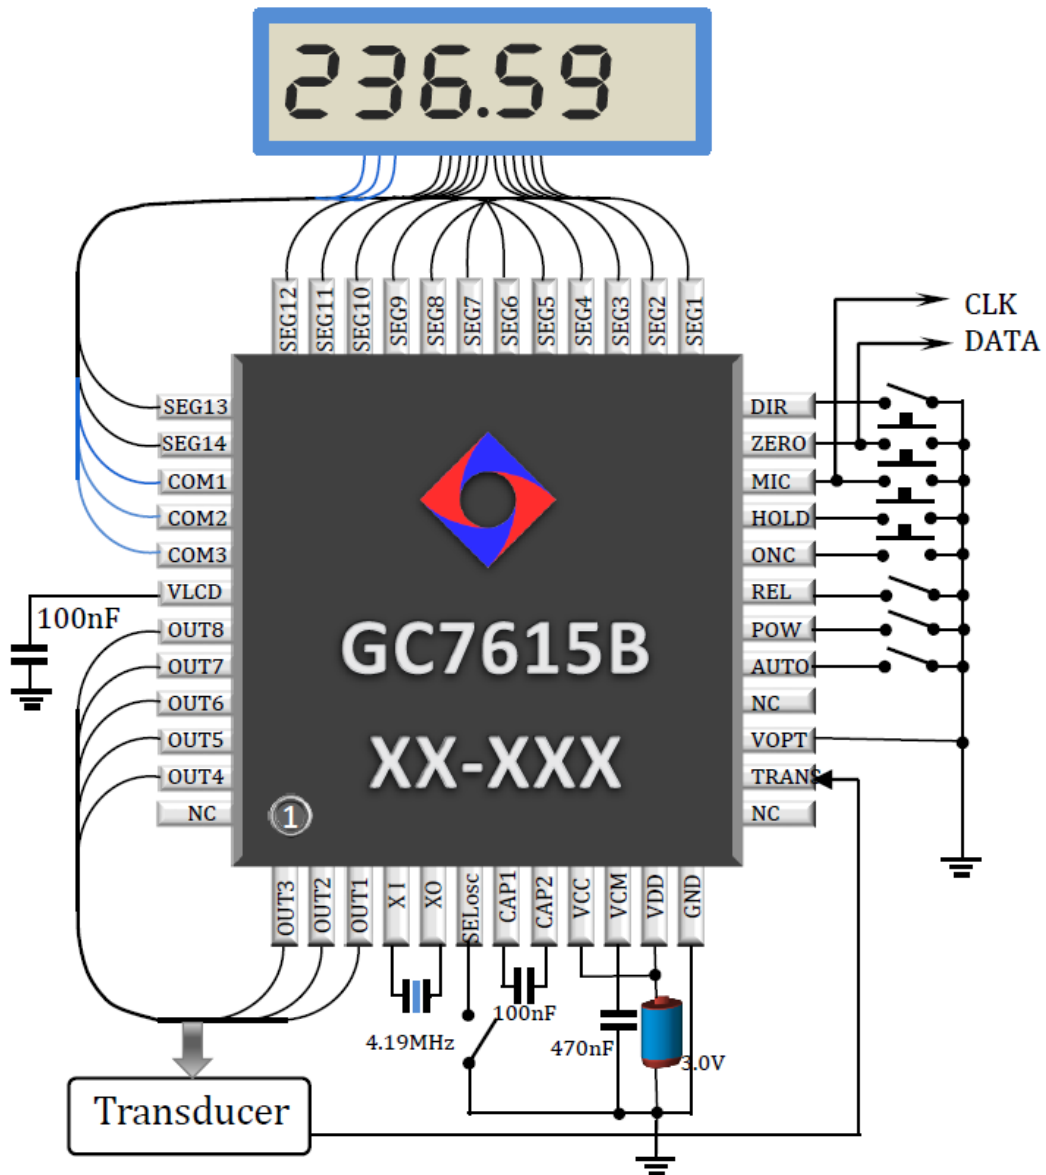 236.59
SEG12
SEG11
SEG10
SEG9
SEG8
SEG7
SEG6
SEG5
SEG4
SEG3
SEG2
SEG1
CLK
DATA
SEG13
SEG14
COM1
COM2
COM3
VLCD
100nF
OUT8
OUT7
OUT6
OUT5
OUT4
NC
DIR
ZERO
MIC
HOLD
ONC
REL
POW
AUTO
NC
VOPT
TRANS
NC
GC7615B
XX-XXX
1
OUT3
OUT2
OUT1
XI
XO
SELosc
CAP1
CAP2
VCC
VCM
VDD
GND
4.19MHz
100nF
470nF
3.0V
Transducer